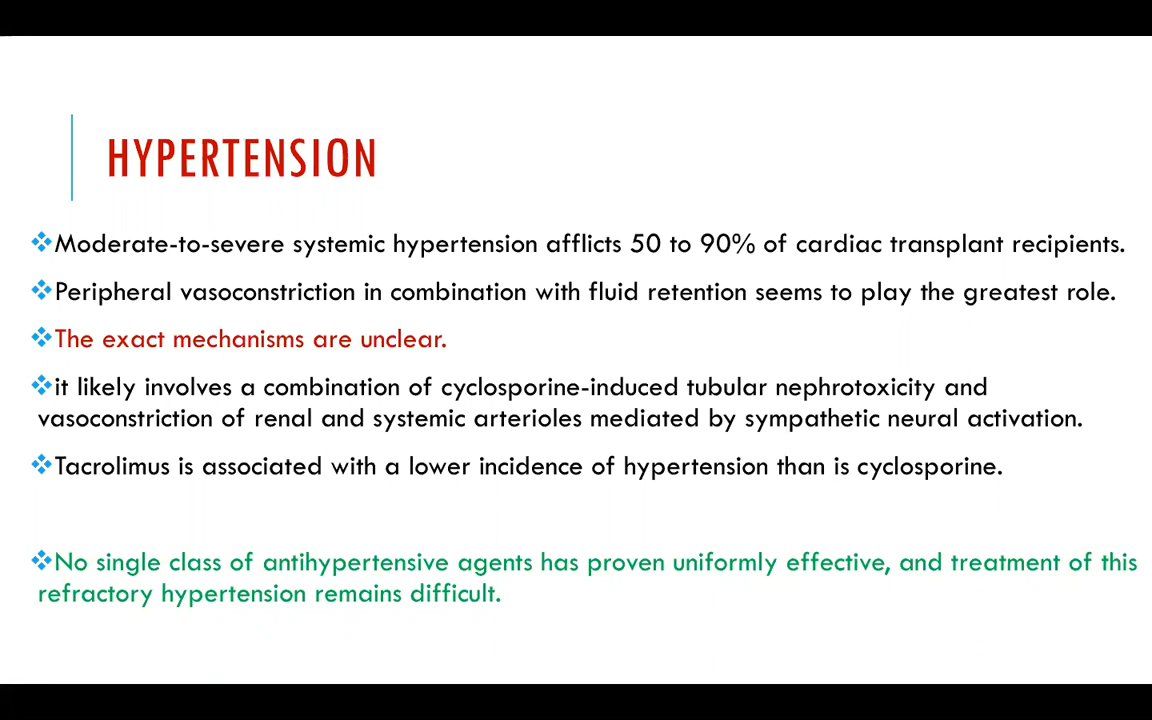 HYPERTENSION
❖Moderate-to-severe systemic hypertension afflicts 50 to 90% of cardiac transplant recipients.
❖Peripheral vasoconstriction in combination with fluid retention seems to play the greatest role.
❖The exact mechanisms are unclear.
❖it likely involves a combination of cyclosporine-induced tubular nephrotoxicity and
vasoconstriction of renal and systemic arterioles mediated by sympathetic neural activation.
❖Tacrolimus is associated with a lower incidence of hypertension than is cyclosporine.
❖No single class of antihypertensive agents has proven uniformly effective, and treatment of this
refractory hypertension remains difficult.